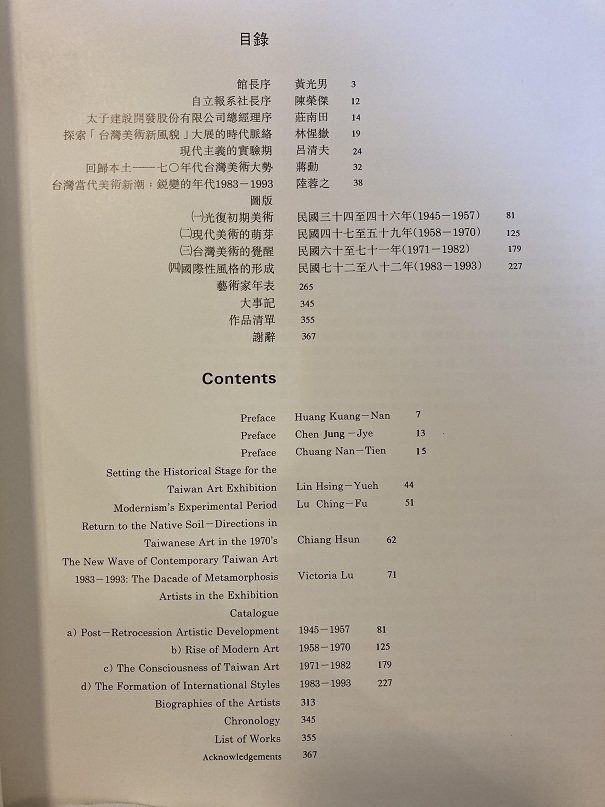 目錄
館長序 黃光男 3
自立報系社長序 陳榮傑 12
太子建設開發股份有限公司總經理序 莊南田 14
探索「台灣美術新風貌」大展的時代脈絡 林惺嶽 19
現代主義的實驗期 呂清夫 24
回歸本土——七〇年代台灣美術大勢 蔣勳 32
台灣當代美術新潮：銳變的年代1983－1993 陸蓉之 38
圖版
㈠光復初期美術 民國三十四至四十六年(1945－1957) 81
㈡現代美術的萌芽 民國四十七至五十九年(1958－1970) 125
㈢台灣美術的覺醒 民國六十至七十一年(1971－1982) 179
㈣國際性風格的形成 民國七十二至八十二年(1983－1993) 227
藝術家年表 265
大事記 345
作品清單 355
謝辭 367
Contents
Preface Huang Kuang－Nan 7
Preface Chen Jung－Jye 13
Preface Chuang Nan－Tien 15
Setting the Historical Stage for the
Taiwan Art Exhibition Lin Hsing－Yueh 44
Modernism's Experimental Period Lu Ching－Fu 51
Return to the Native Soil－Directions in
Taiwanese Art in the 1970's Chiang Hsun 62
The New Wave of Contemporary Taiwan Art
1983－1993: The Dacade of Metamorphosis Victoria Lu 71
Artists in the Exhibition
Catalogue
a) Post－Retrocession Artistic Development 1945－1957 81
b) Rise of Modern Art 1958－1970 125
c) The Consciousness of Taiwan Art 1971－1982 179
d) The Formation of International Styles 1983－1993 227
Biographies of the Artists 313
Chronology 345
List of Works 355
Acknowledgements 367